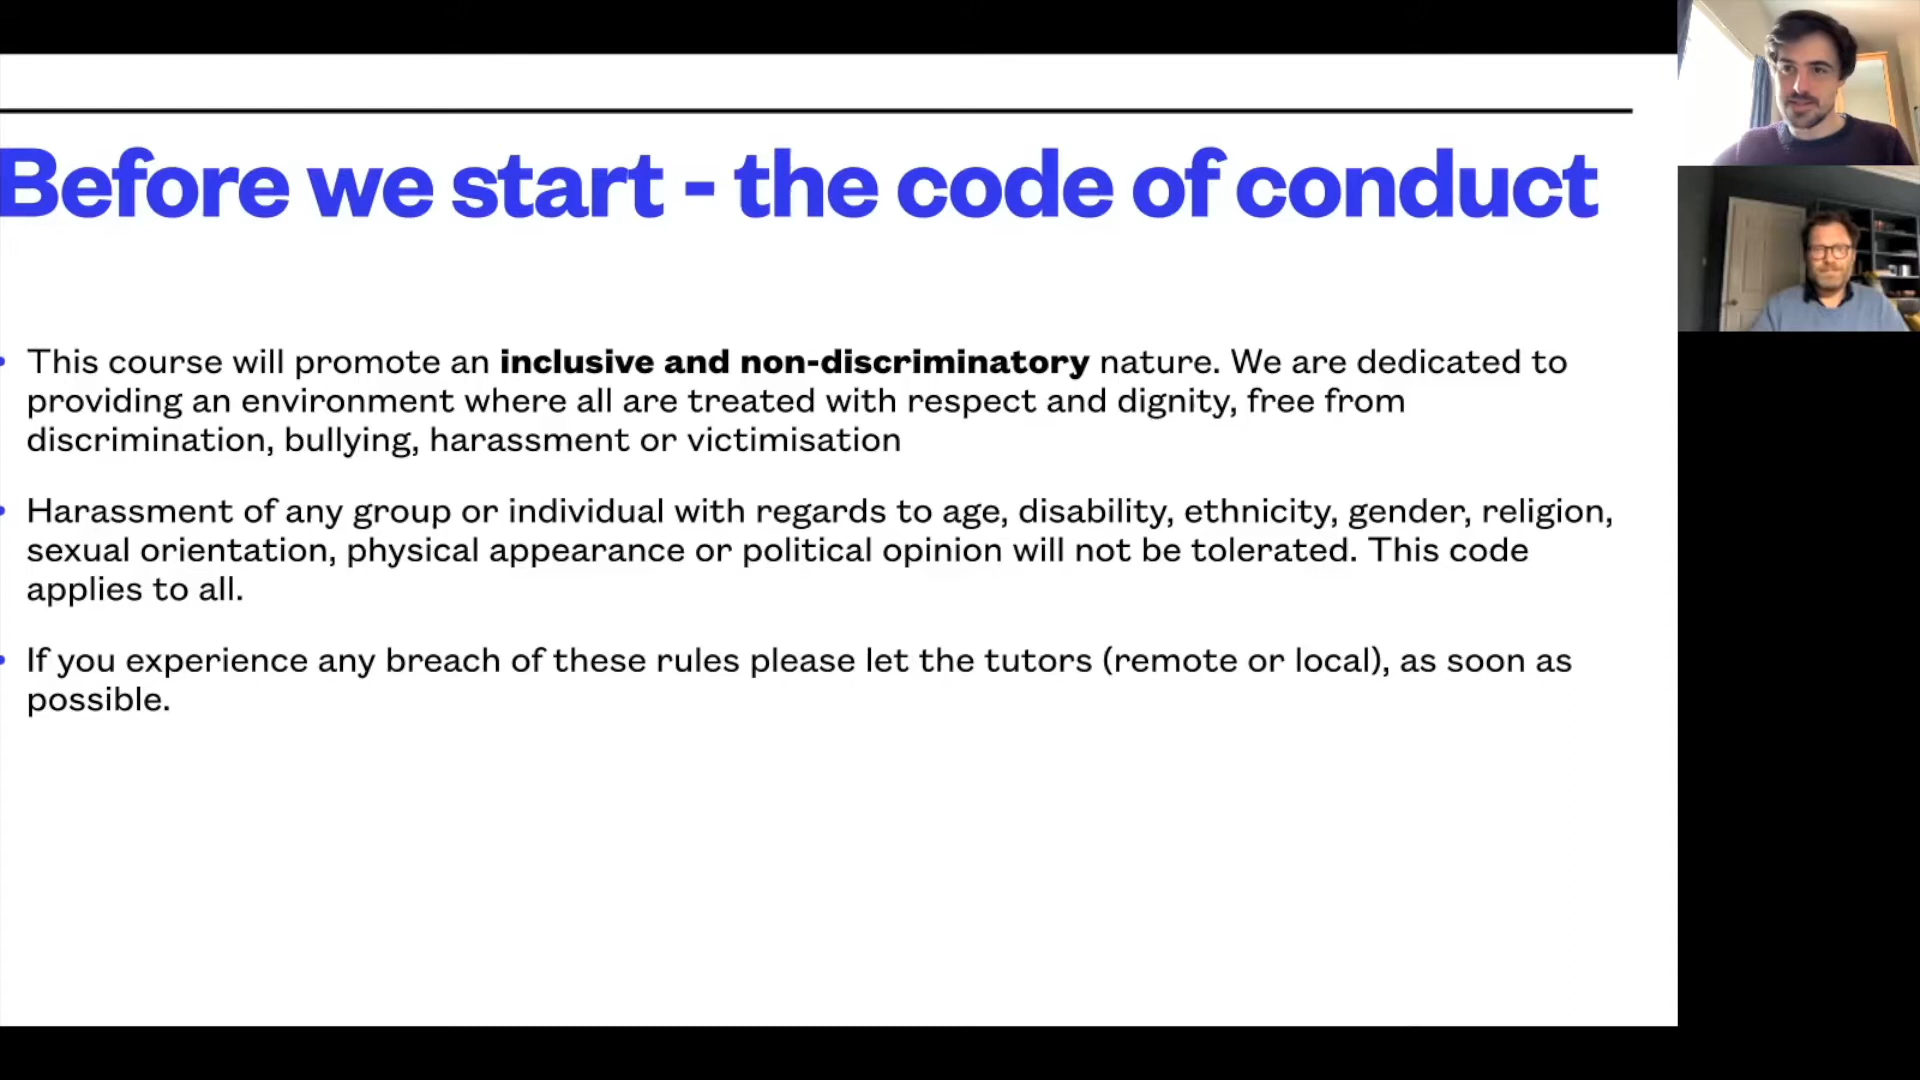 Before we start - the code of conduct
• This course will promote an inclusive and non-discriminatory nature. We are dedicated to
providing an environment where all are treated with respect and dignity, free from
discrimination, bullying, harassment or victimisation
• Harassment of any group or individual with regards to age, disability, ethnicity, gender, religion,
sexual orientation, physical appearance or political opinion will not be tolerated. This code
applies to all.
• If you experience any breach of these rules please let the tutors (remote or local), as soon as
possible.